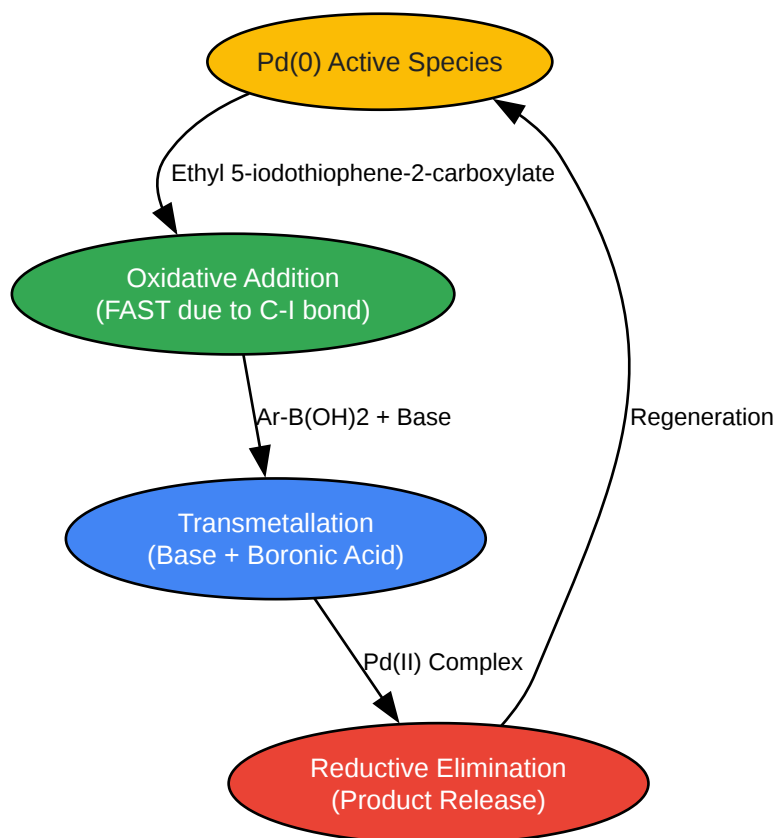 Pd(0) Active Species
Ethyl 5-iodothiophene-2-carboxylate
Oxidative Addition
(FAST due to C-I bond)
Ar-B(OH)2 + Base
Regeneration
Transmetallation
(Base + Boronic Acid)
Pd(II) Complex
Reductive Elimination
(Product Release)